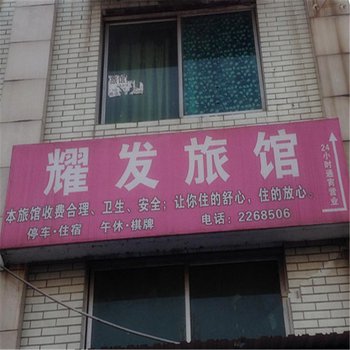 耀发旅馆
本旅馆收费合理、卫生、安全；让你住的舒心，住的放心。
停车·住宿 午休·棋牌 电话：2268506
24小时通宵营业